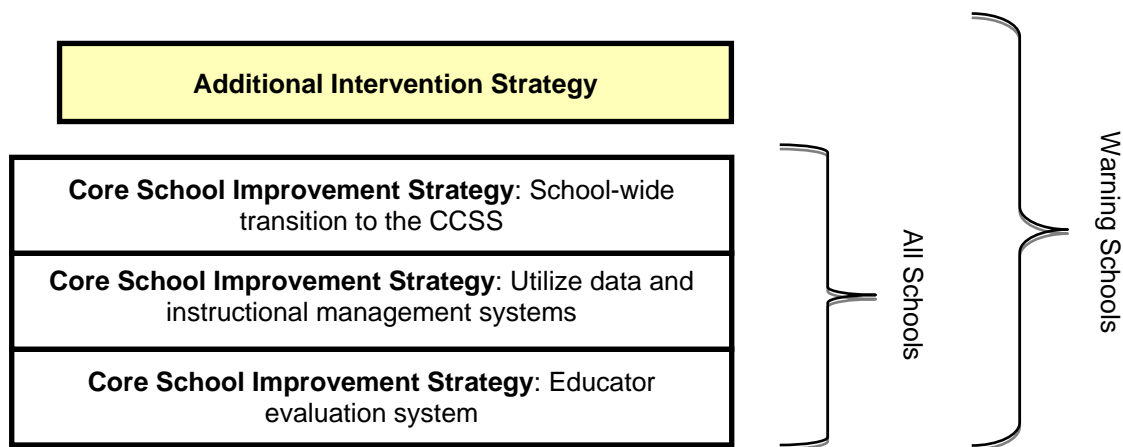 Additional Intervention Strategy
Core School Improvement Strategy: School-wide
transition to the CCSS
Core School Improvement Strategy: Utilize data and
instructional management systems
Core School Improvement Strategy: Educator
evaluation system
All Schools
Warning Schools